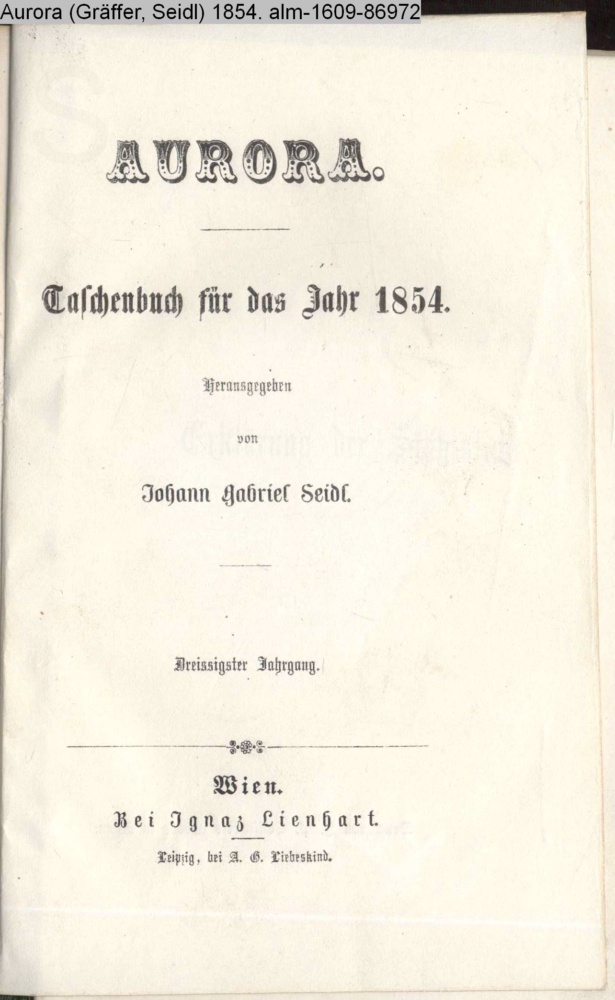 Aurora (Gräffer, Seidl) 1854. alm-1609-86972
AURORA.
Taschenbuch für das Jahr 1854.
Herausgegeben
von
Johann Gabriel Seidl.
Dreissigster Jahrgang.
Wien.
Bei Ignaz Lienhart.
Leipzig, bei A. G. Liebeskind.